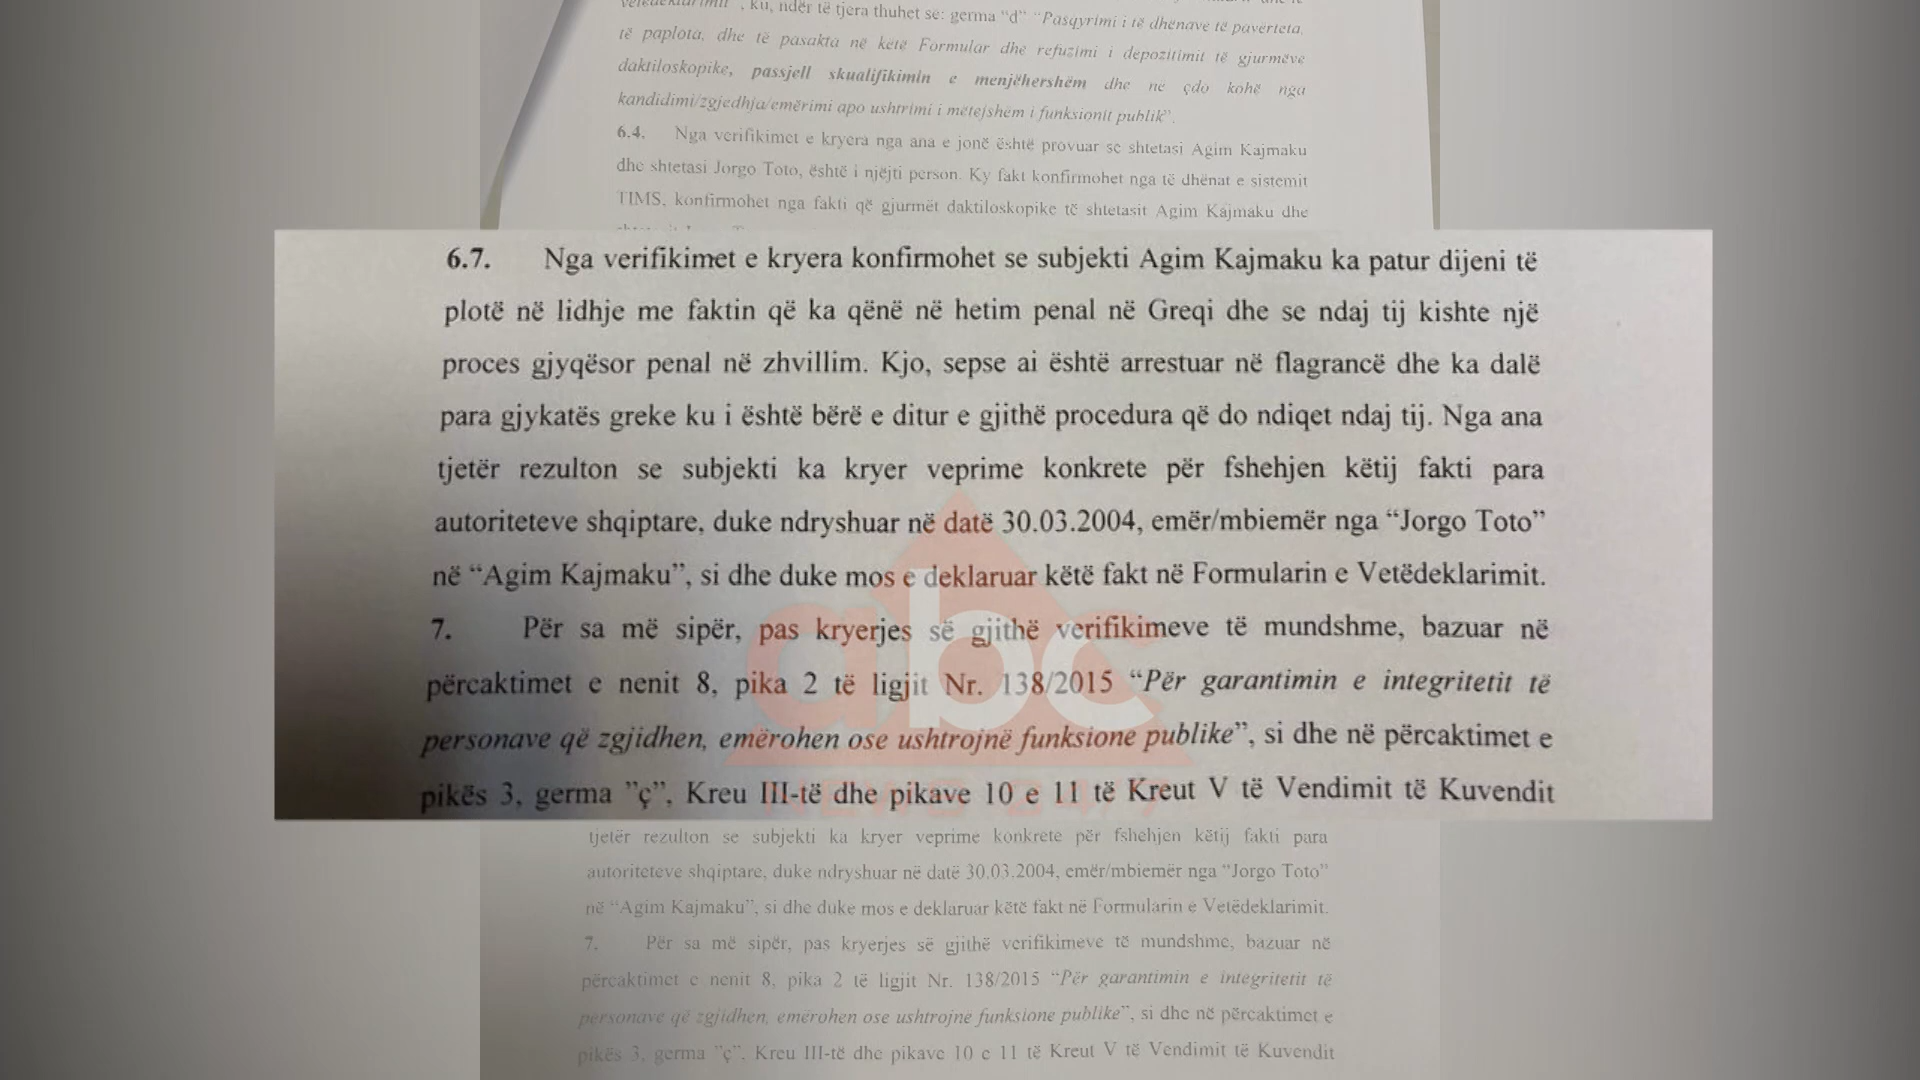 , ku, ndër të tjera thuhet se: germa “d” “Pasqyrimi i të dhënave të pavërteta,
të paplota, dhe të pasakta në këtë Formular dhe refuzimi i depozitimit të gjurmëve
daktiloskopike, passjell skualifikimin e menjëhershëm dhe në çdo kohë nga
kandidimi/zgjedhja/emërimi apo ushtrimi i mëtejshëm i funksionit publik”.
6.4. Nga verifikimet e kryera nga ana e jonë është provuar se shtetasi Agim Kajmaku
dhe shtetasi Jorgo Toto, është i njëjti person. Ky fakt konfirmohet nga të dhënat e sistemit
TIMS, konfirmohet nga fakti që gjurmët daktiloskopike të shtetasit Agim Kajmaku dhe
6.7. Nga verifikimet e kryera konfirmohet se subjekti Agim Kajmaku ka patur dijeni të
plotë në lidhje me faktin që ka qënë në hetim penal në Greqi dhe se ndaj tij kishte një
proces gjyqësor penal në zhvillim. Kjo, sepse ai është arrestuar në flagrancë dhe ka dalë
para gjykatës greke ku i është bërë e ditur e gjithë procedura që do ndiqet ndaj tij. Nga ana
tjetër rezulton se subjekti ka kryer veprime konkrete për fshehjen këtij fakti para
autoriteteve shqiptare, duke ndryshuar në datë 30.03.2004, emër/mbiemër nga “Jorgo Toto”
në “Agim Kajmaku”, si dhe duke mos e deklaruar këtë fakt në Formularin e Vetëdeklarimit.
7. Për sa më sipër, pas kryerjes së gjithë verifikimeve të mundshme, bazuar në
përcaktimet e nenit 8, pika 2 të ligjit Nr. 138/2015 “Për garantimin e integritetit të
personave që zgjidhen, emërohen ose ushtrojnë funksione publike”, si dhe në përcaktimet e
pikës 3, germa ”ç”, Kreu III-të dhe pikave 10 e 11 të Kreut V të Vendimit të Kuvendit
abc
tjetër rezulton se subjekti ka kryer veprime konkrete për fshehjen këtij fakti para
autoriteteve shqiptare, duke ndryshuar në datë 30.03.2004, emër/mbiemër nga “Jorgo Toto”
në “Agim Kajmaku”, si dhe duke mos e deklaruar këtë fakt në Formularin e Vetëdeklarimit.
7. Për sa më sipër, pas kryerjes së gjithë verifikimeve të mundshme, bazuar në
përcaktimet e nenit 8, pika 2 të ligjit Nr. 138/2015 “Për garantimin e integritetit të
personave që zgjidhen, emërohen ose ushtrojnë funksione publike”, si dhe në përcaktimet e
pikës 3, germa ”ç”, Kreu III-të dhe pikave 10 e 11 të Kreut V të Vendimit të Kuvendit